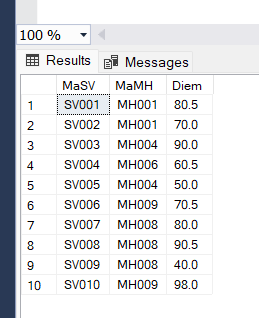 100 %
Results Messages
MaSV MaMH Diem
1 SV001 MH001 80.5
2 SV002 MH001 70.0
3 SV003 MH004 90.0
4 SV004 MH006 60.5
5 SV005 MH004 50.0
6 SV006 MH009 70.5
7 SV007 MH008 80.0
8 SV008 MH008 90.5
9 SV009 MH008 40.0
10 SV010 MH009 98.0